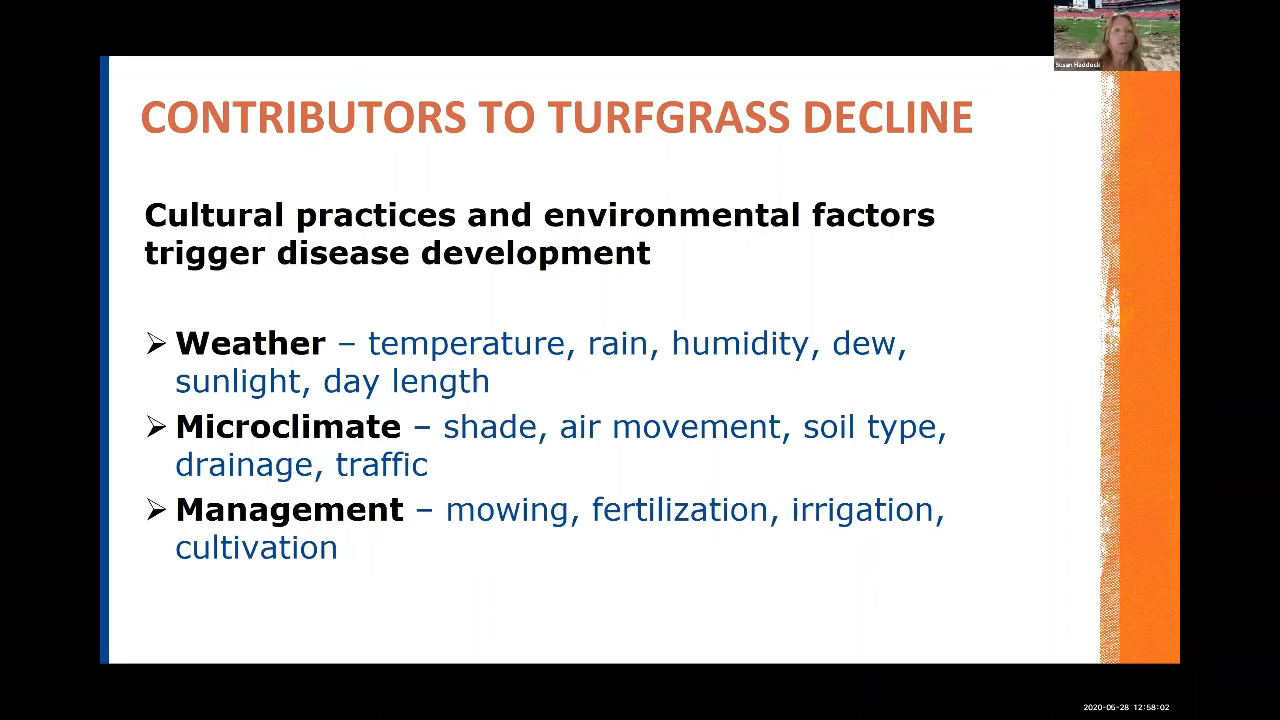 Susan Haddock
CONTRIBUTORS TO TURFGRASS DECLINE
Cultural practices and environmental factors
trigger disease development
➢ Weather – temperature, rain, humidity, dew,
sunlight, day length
➢ Microclimate – shade, air movement, soil type,
drainage, traffic
➢ Management – mowing, fertilization, irrigation,
cultivation
2020-05-28 12:58:02